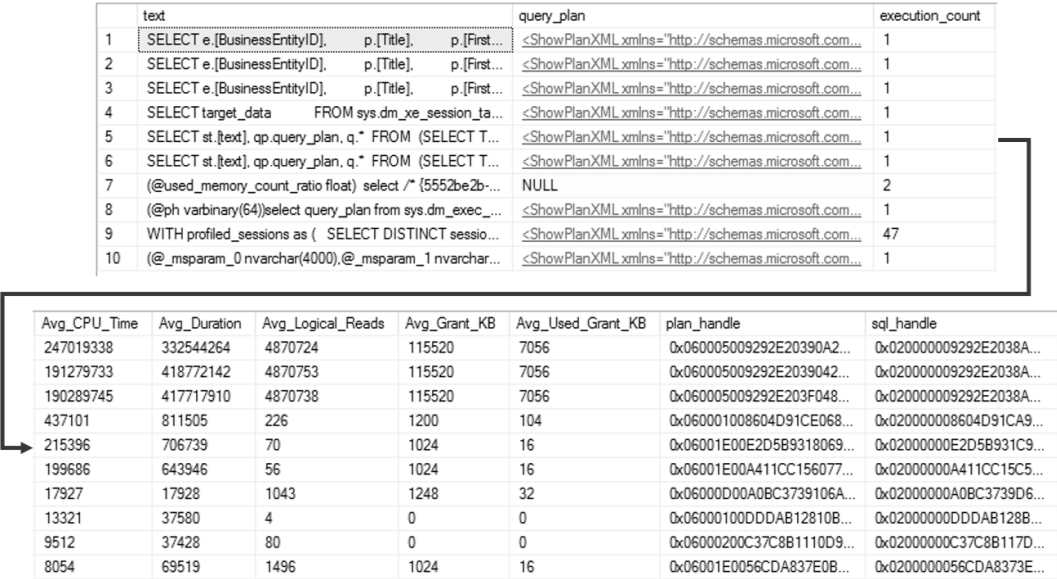 text query_plan execution_count
1 SELECT e.[BusinessEntityID], p.[Title], p.[First... <ShowPlanXML xmlns="http://schemas.microsoft.com... 1
2 SELECT e.[BusinessEntityID], p.[Title], p.[First... <ShowPlanXML xmlns="http://schemas.microsoft.com... 1
3 SELECT e.[BusinessEntityID], p.[Title], p.[First... <ShowPlanXML xmlns="http://schemas.microsoft.com... 1
4 SELECT target_data FROM sys.dm_xe_session_ta... <ShowPlanXML xmlns="http://schemas.microsoft.com... 1
5 SELECT st.[text], qp.query_plan, q.* FROM (SELECT T... <ShowPlanXML xmlns="http://schemas.microsoft.com... 1
6 SELECT st.[text], qp.query_plan, q.* FROM (SELECT T... <ShowPlanXML xmlns="http://schemas.microsoft.com... 1
7 (@used_memory_count_ratio float) select /* {5552be2b-... NULL 2
8 (@ph varbinary(64))select query_plan from sys.dm_exec_... <ShowPlanXML xmlns="http://schemas.microsoft.com... 1
9 WITH profiled_sessions as ( SELECT DISTINCT sessio... <ShowPlanXML xmlns="http://schemas.microsoft.com... 47
10 (@_msparam_0 nvarchar(4000),@_msparam_1 nvarchar... <ShowPlanXML xmlns="http://schemas.microsoft.com... 1
Avg_CPU_Time Avg_Duration Avg_Logical_Reads Avg_Grant_KB Avg_Used_Grant_KB plan_handle sql_handle
247019338 332544264 4870724 115520 7056 0x060005009292E20390A2... 0x020000009292E2038A...
191279733 418772142 4870753 115520 7056 0x060005009292E2039042... 0x020000009292E2038A...
190289745 417717910 4870738 115520 7056 0x060005009292E203F048... 0x020000009292E2038A...
437101 811505 226 1200 104 0x060001008604D91CE068... 0x020000008604D91CA9...
215396 706739 70 1024 16 0x06001E00E2D5B9318069... 0x02000000E2D5B931C9...
199686 643946 56 1024 16 0x06001E00A411CC156077... 0x02000000A411CC15C5...
17927 17928 1043 1248 32 0x06000D00A0BC3739106A... 0x02000000A0BC3739D6...
13321 37580 4 0 0 0x06000100DDDAB12810B... 0x02000000DDDAB128B...
9512 37428 80 0 0 0x06000200C37C8B1110D9... 0x02000000C37C8B117D...
8054 69519 1496 1024 16 0x06001E0056CDA837E0B... 0x0200000056CDA8373E...